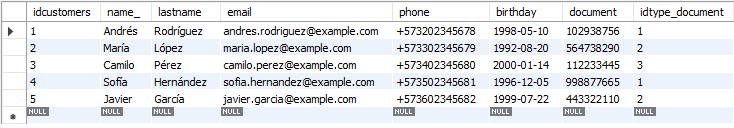 idcustomers name_ lastname email phone birthday document idtype_document
1 Andrés Rodríguez andres.rodriguez@example.com +573202345678 1998-05-10 102938756 1
2 María López maria.lopez@example.com +573302345679 1992-08-20 564738290 2
3 Camilo Pérez camilo.perez@example.com +573402345680 2000-01-14 112233445 3
4 Sofía Hernández sofia.hernandez@example.com +573502345681 1996-12-05 998877665 1
5 Javier García javier.garcia@example.com +573602345682 1999-07-22 443322110 2
NULL NULL NULL NULL NULL NULL NULL NULL